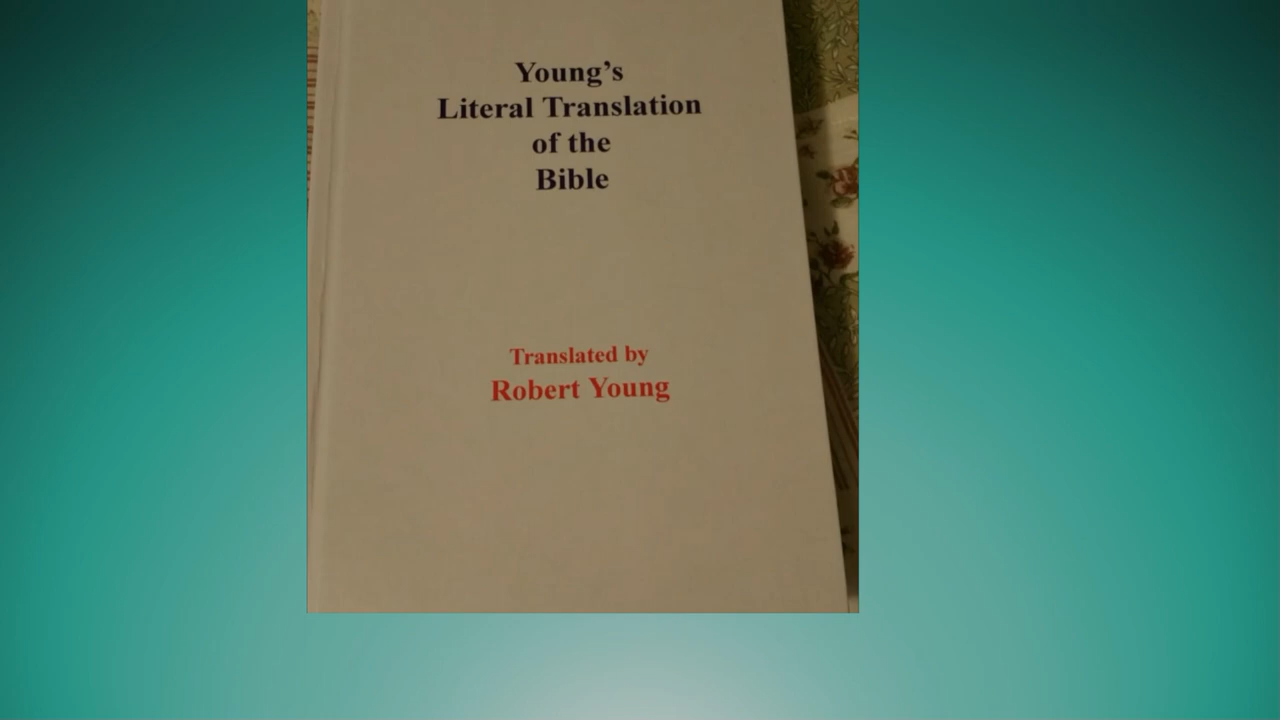 Young’s
Literal Translation
of the
Bible
Translated by
Robert Young